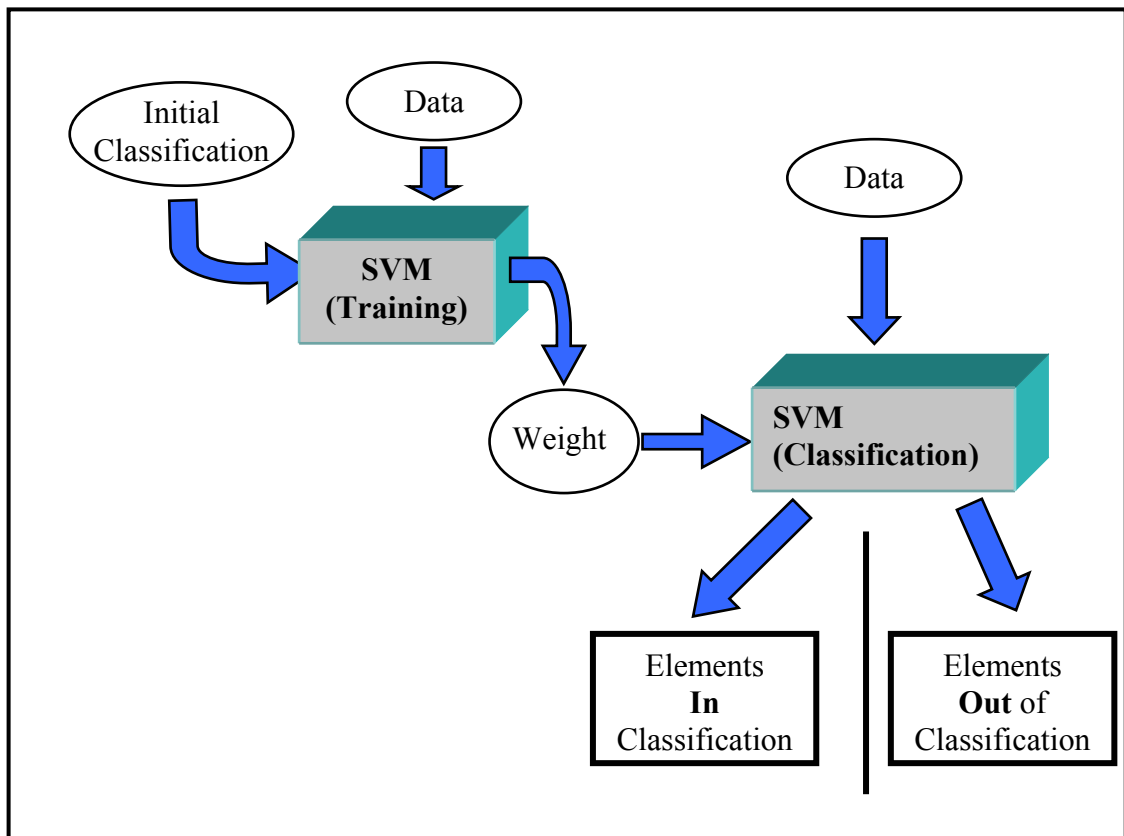 Initial
Classification
Data
Data
SVM
(Training)
Weight
SVM
(Classification)
Elements
In
Classification
Elements
Out of
Classification